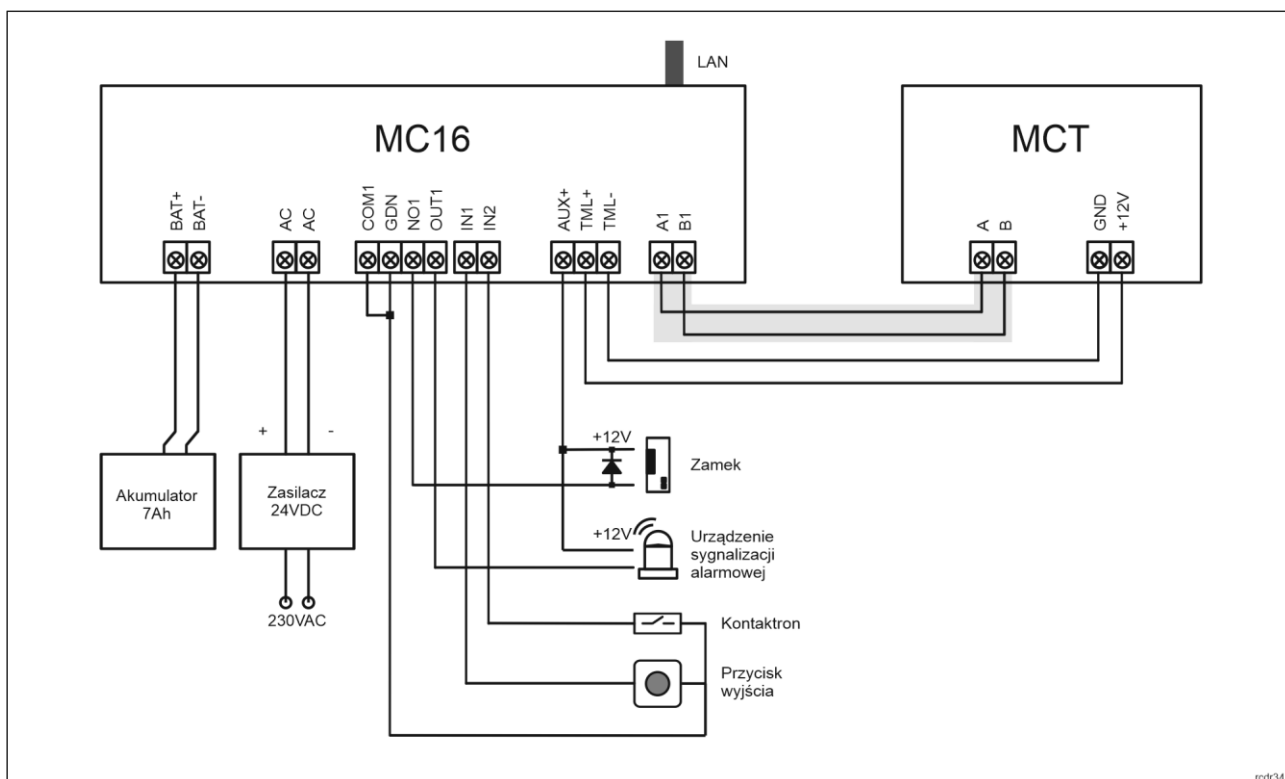 LAN
MC16
MCT
BAT+
BAT-
AC
AC
COM1
GDN
NO1
OUT1
IN1
IN2
AUX+
TML+
TML-
A1
B1
A
B
GND
+12V
+
-
Akumulator
7Ah
Zasilacz
24VDC
230VAC
+12V
Zamek
+12V
Urządzenie
sygnalizacji
alarmowej
Kontaktron
Przycisk
wyjścia
rcdr34